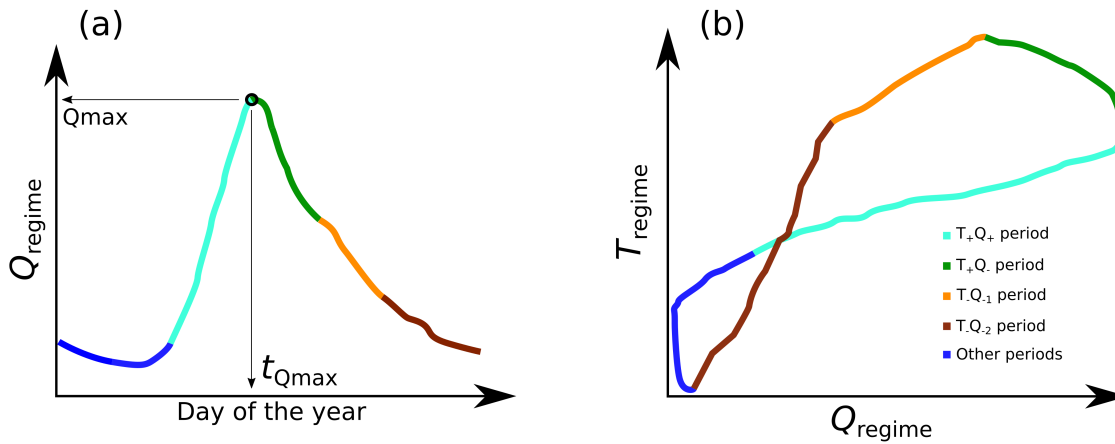 (a)
Qmax
Q_regime
t_Qmax
Day of the year
(b)
T_regime
T₊Q₊ period
T₊Q₋ period
T₋Q₋₁ period
T₋Q₋₂ period
Other periods
Q_regime